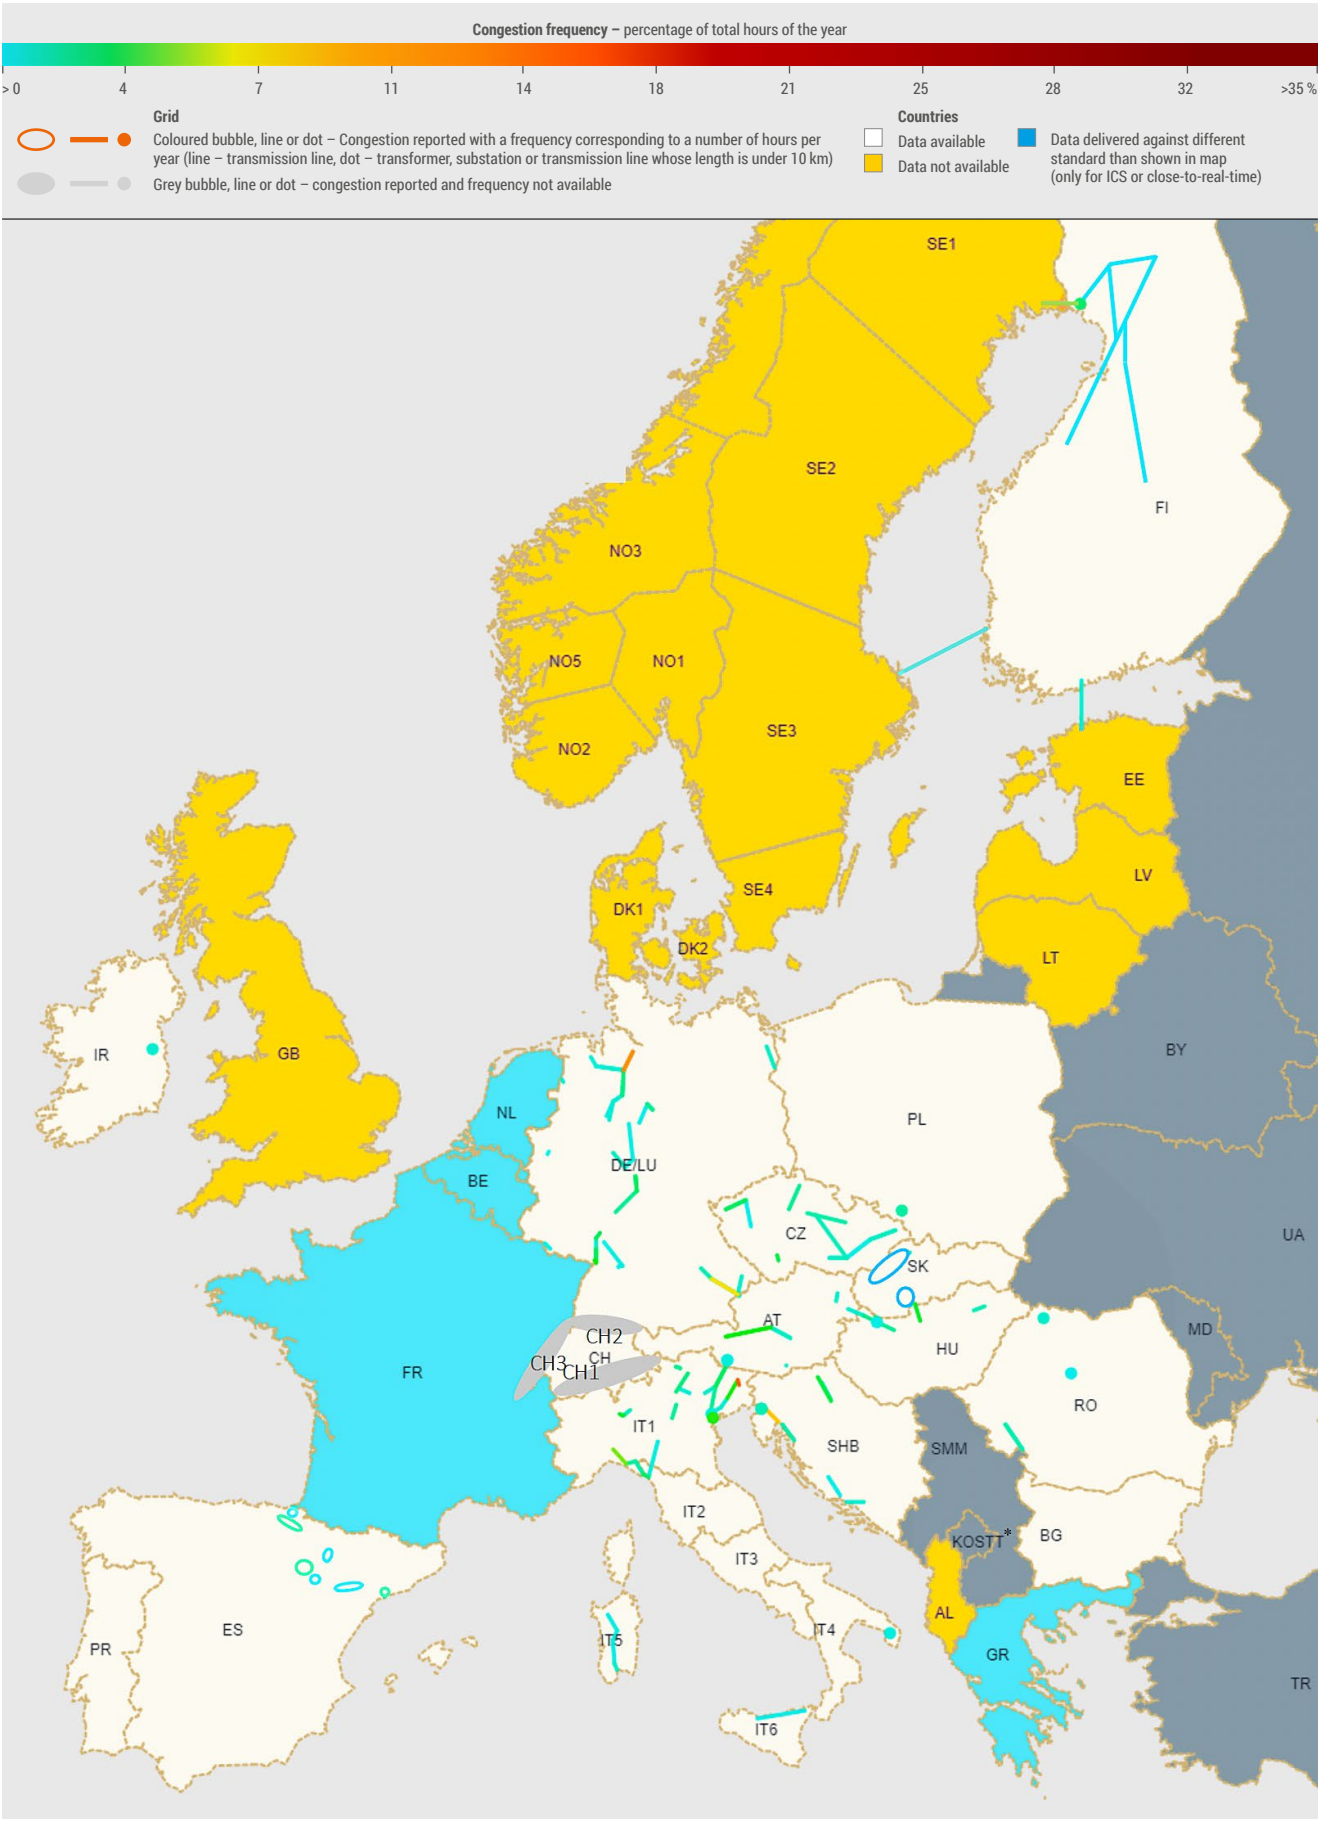 Congestion frequency – percentage of total hours of the year
> 0 4 7 11 14 18 21 25 28 32 >35 %
Grid
Coloured bubble, line or dot – Congestion reported with a frequency corresponding to a number of hours per
year (line – transmission line, dot – transformer, substation or transmission line whose length is under 10 km)
Grey bubble, line or dot – congestion reported and frequency not available
Countries
Data available
Data not available
Data delivered against different
standard than shown in map
(only for ICS or close-to-real-time)
SE1
SE2
FI
NO3
NO5
NO1
SE3
NO2
EE
LV
SE4
DK1
DK2
LT
IR
GB
BY
NL
PL
DE/LU
BE
CZ
UA
SK
AT
MD
CH2
HU
CH3
CH
CH1
FR
RO
IT1
SHB
SMM
IT2
KOSTT*
BG
IT3
AL
ES
IT4
PR
IT5
GR
TR
IT6